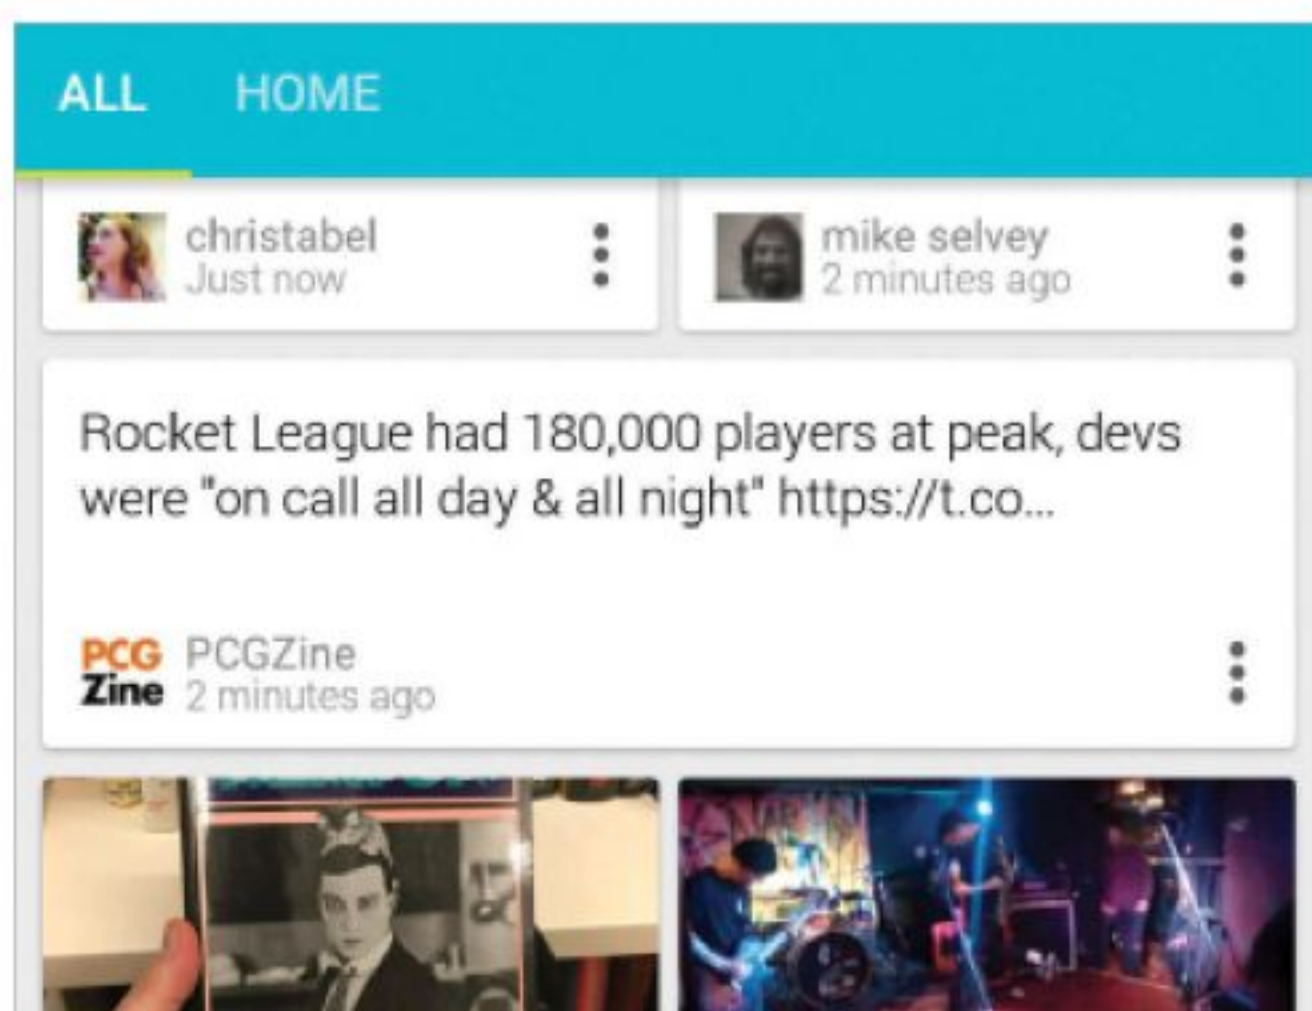 ALL HOME
christabel
Just now
mike selvey
2 minutes ago
Rocket League had 180,000 players at peak, devs
were "on call all day & all night" https://t.co...
PCG
Zine
PCGZine
2 minutes ago